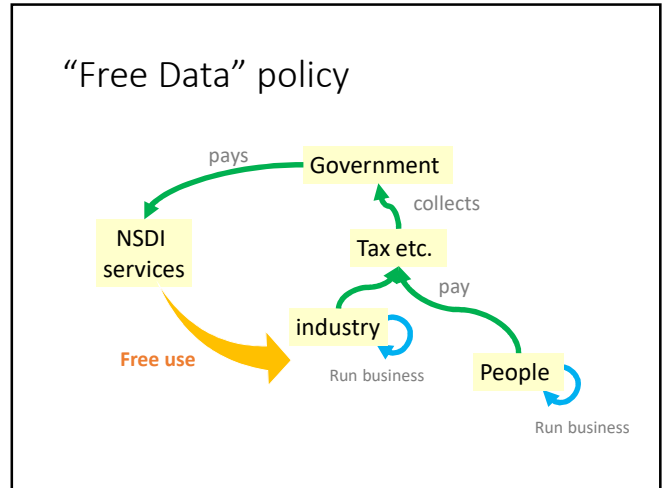 “Free Data” policy
pays
Government
collects
NSDI
services
Tax etc.
pay
industry
Free use
Run business
People
Run business